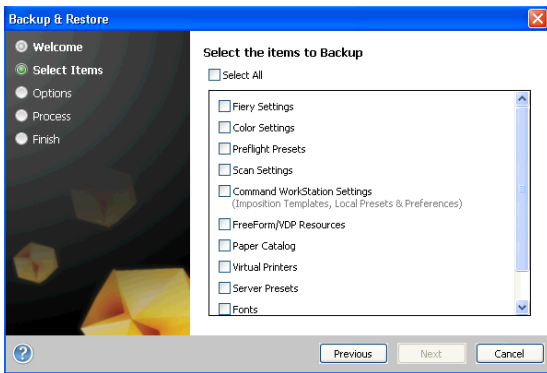 Backup & Restore
Welcome
Select Items
Options
Process
Finish
Select the items to Backup
Select All
Fiery Settings
Color Settings
Preflight Presets
Scan Settings
Command WorkStation Settings
(Imposition Templates, Local Presets & Preferences)
FreeForm/VDP Resources
Paper Catalog
Virtual Printers
Server Presets
Fonts
?
Previous
Next
Cancel